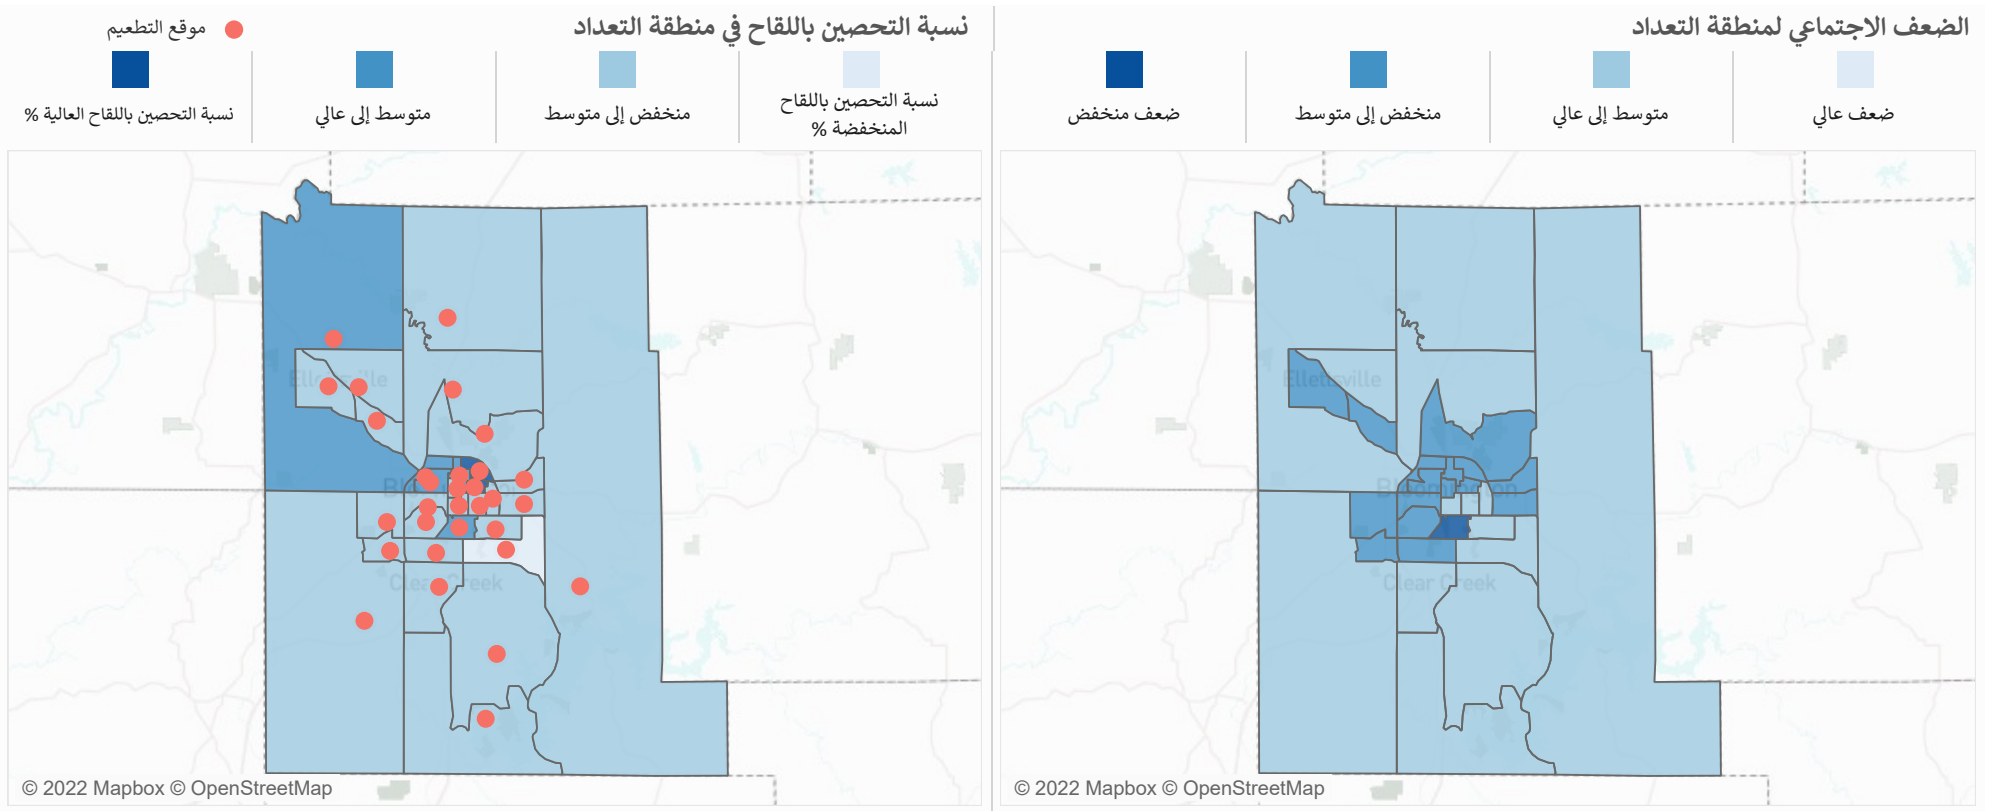 الضعف الاجتماعي لمنطقة التعداد
ضعف عالي
متوسط إلى عالي
منخفض إلى متوسط
ضعف منخفض
Ellettsville
Bloomington
Clear Creek
© 2022 Mapbox © OpenStreetMap
نسبة التحصين باللقاح في منطقة التعداد
موقع التطعيم
نسبة التحصين باللقاح
المنخفضة %
منخفض إلى متوسط
متوسط إلى عالي
نسبة التحصين باللقاح العالية %
Clear Creek
© 2022 Mapbox © OpenStreetMap